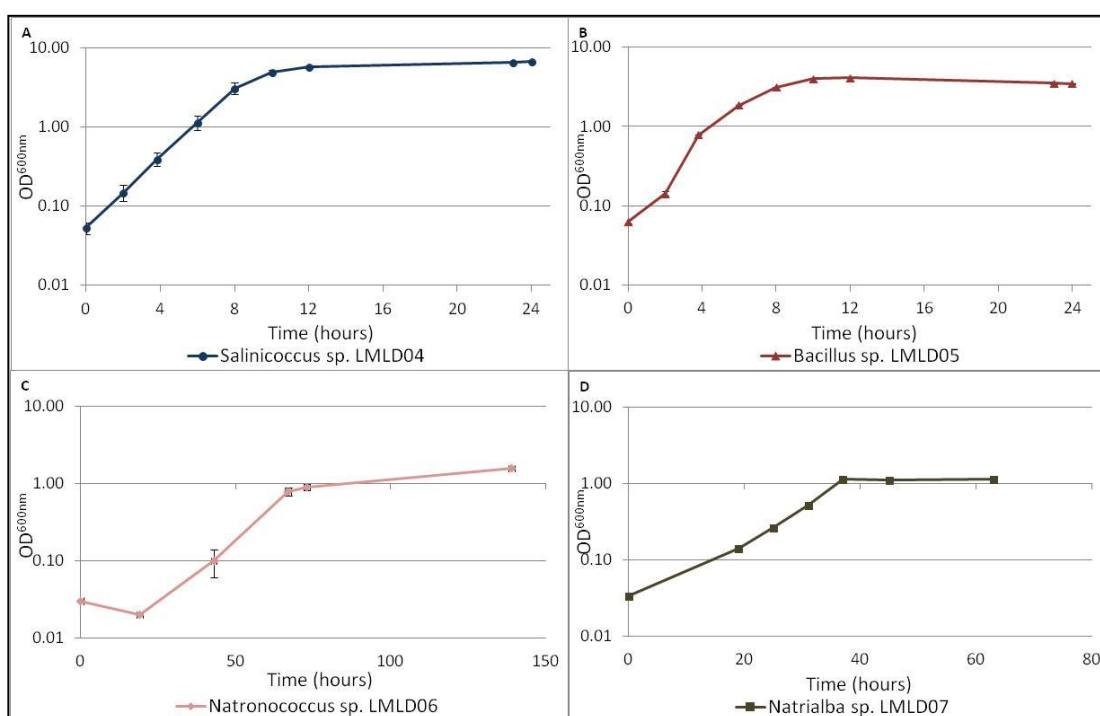 A
10.00
1.00
0.10
0.01
OD600nm
0 4 8 12 16 20 24
Time (hours)
Salinicoccus sp. LMLD04
B
10.00
1.00
0.10
0.01
OD600nm
0 4 8 12 16 20 24
Time (hours)
Bacillus sp. LMLD05
C
10.00
1.00
0.10
0.01
OD600nm
0 50 100 150
Time (hours)
Natronococcus sp. LMLD06
D
10.00
1.00
0.10
0.01
OD600nm
0 20 40 60 80
Time (hours)
Natrialba sp. LMLD07